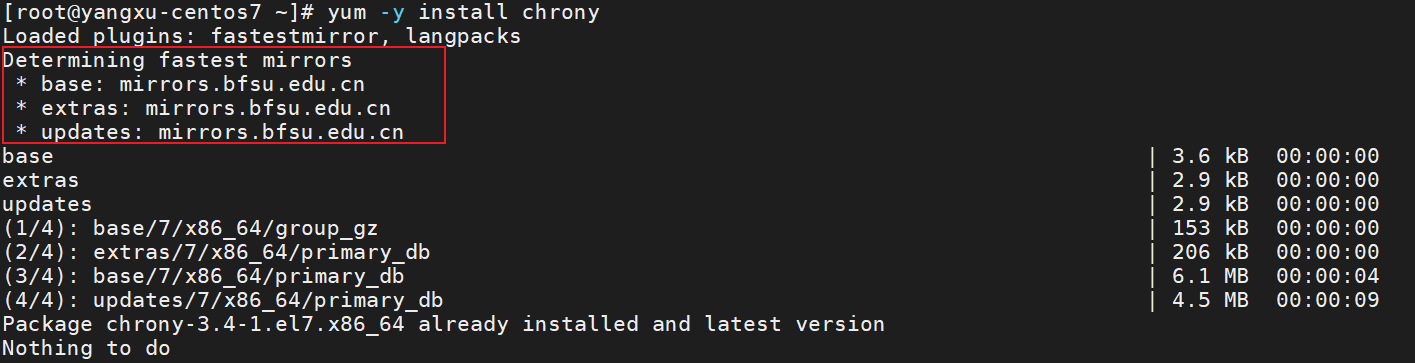 [root@yangxu-centos7 ~]# yum -y install chrony
Loaded plugins: fastestmirror, langpacks
Determining fastest mirrors
 * base: mirrors.bfsu.edu.cn
 * extras: mirrors.bfsu.edu.cn
 * updates: mirrors.bfsu.edu.cn
base | 3.6 kB 00:00:00
extras | 2.9 kB 00:00:00
updates | 2.9 kB 00:00:00
(1/4): base/7/x86_64/group_gz | 153 kB 00:00:00
(2/4): extras/7/x86_64/primary_db | 206 kB 00:00:00
(3/4): base/7/x86_64/primary_db | 6.1 MB 00:00:04
(4/4): updates/7/x86_64/primary_db | 4.5 MB 00:00:09
Package chrony-3.4-1.el7.x86_64 already installed and latest version
Nothing to do